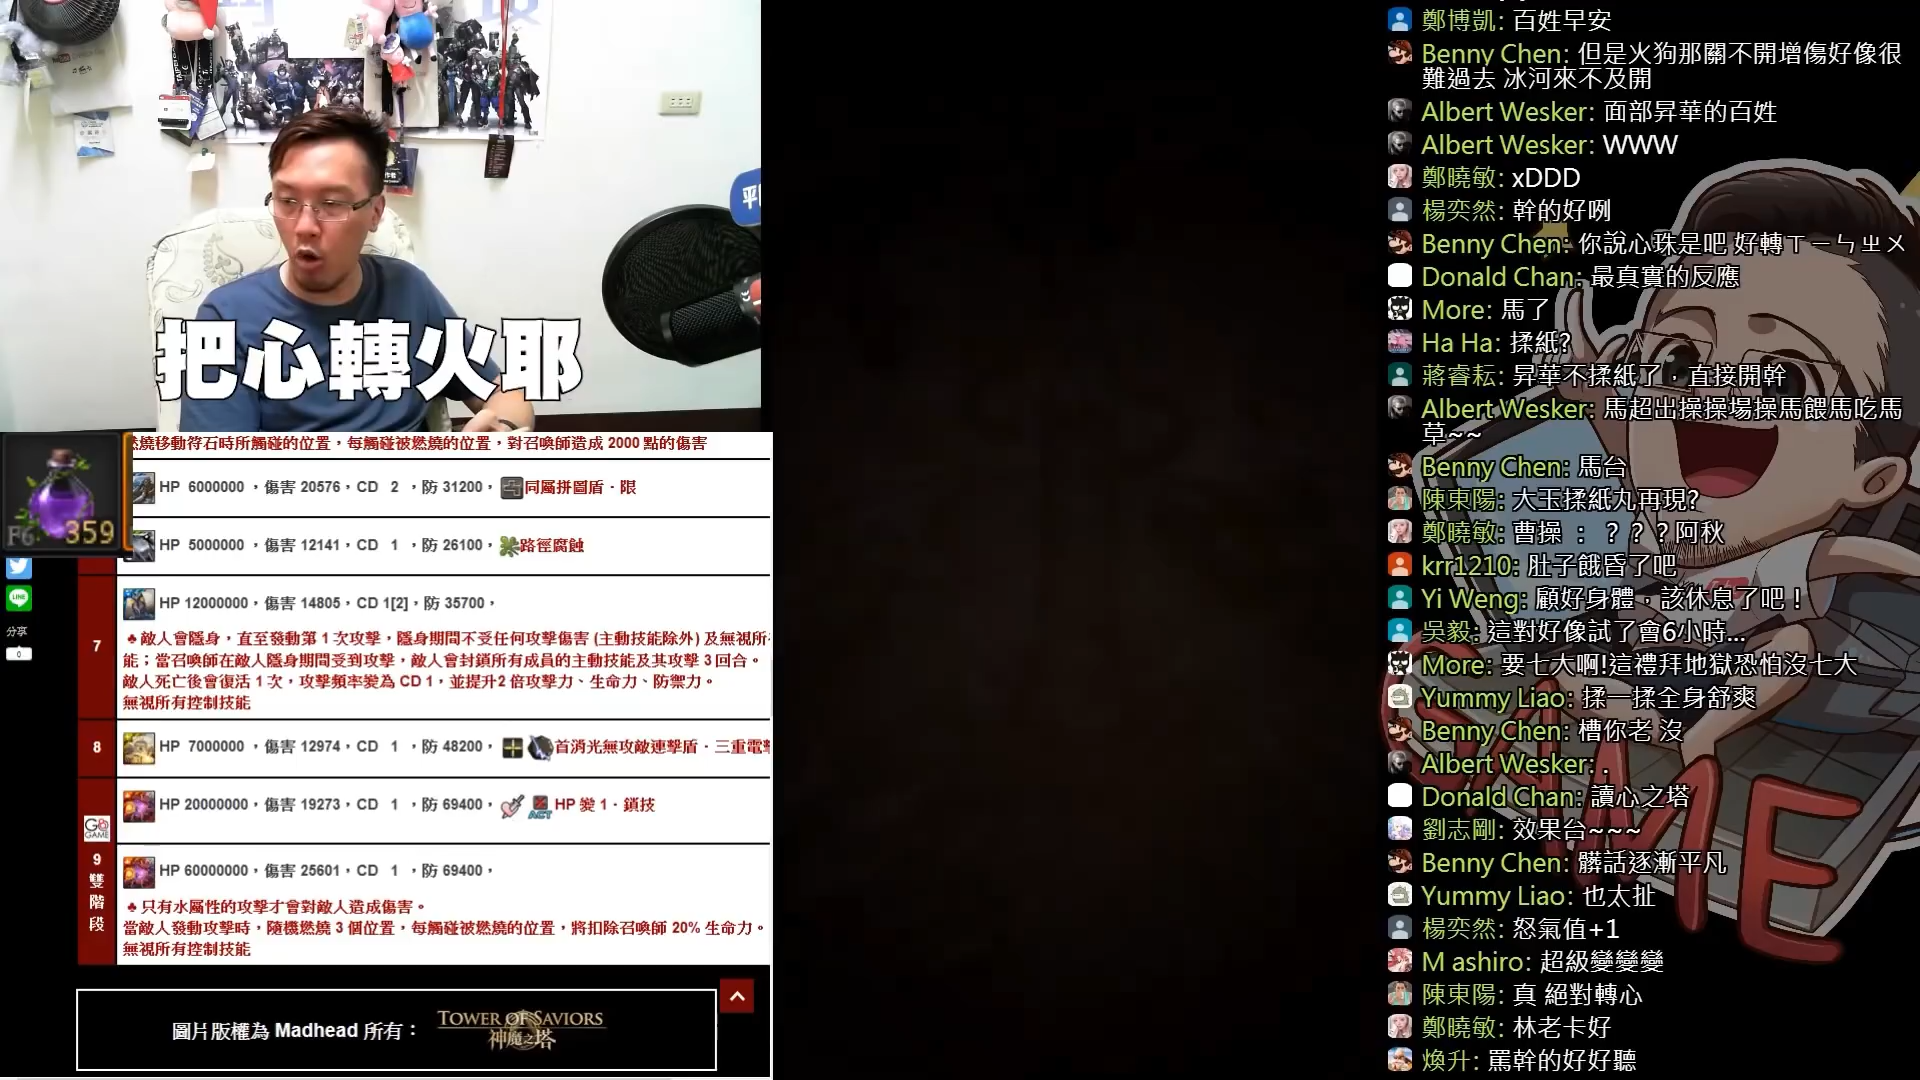 把心轉火耶
燃燒移動符石時所觸碰的位置，每觸碰被燃燒的位置，對召喚師造成 2000 點的傷害
HP 6000000 ，傷害 20576，CD 2 ，防 31200， 同屬拼圖盾．限
F6 359
HP 5000000 ，傷害 12141，CD 1 ，防 26100， 路徑腐蝕
LINE
分享
0
7
HP 12000000，傷害 14805，CD 1[2]，防 35700，
♣ 敵人會隱身，直至發動第 1 次攻擊，隱身期間不受任何攻擊傷害 (主動技能除外) 及無視所
能；當召喚師在敵人隱身期間受到攻擊，敵人會封鎖所有成員的主動技能及其攻擊 3 回合。
敵人死亡後會復活 1 次，攻擊頻率變為 CD 1，並提升2 倍攻擊力、生命力、防禦力。
無視所有控制技能
8
HP 7000000 ，傷害 12974，CD 1 ，防 48200， 首消光無攻敵連擊盾．三重電擊
HP 20000000，傷害 19273，CD 1 ，防 69400， ACT HP 變 1．鎖技
GAME
9
雙
階
段
HP 60000000，傷害 25601，CD 1 ，防 69400，
♣ 只有水屬性的攻擊才會對敵人造成傷害。
當敵人發動攻擊時，隨機燃燒 3 個位置，每觸碰被燃燒的位置，將扣除召喚師 20% 生命力。
無視所有控制技能
圖片版權為 Madhead 所有：
TOWER OF SAVIORS
神魔之塔
鄭博凱: 百姓早安
Benny Chen: 但是火狗那關不開增傷好像很
難過去 冰河來不及開
Albert Wesker: 面部昇華的百姓
Albert Wesker: WWW
鄭曉敏: xDDD
楊奕然: 幹的好咧
Benny Chen: 你說心珠是吧 好轉ㄒㄧㄣㄓㄨ
Donald Chan: 最真實的反應
More: 馬了
Ha Ha: 揉紙?
蔣睿耘: 昇華不揉紙了，直接開幹
Albert Wesker: 馬超出操操場操馬餵馬吃馬
草~~
Benny Chen: 馬台
陳東陽: 大玉揉紙丸再現?
鄭曉敏: 曹操 ： ？？？阿秋
krr1210: 肚子餓昏了吧
Yi Weng: 顧好身體，該休息了吧！
吳毅: 這對好像試了會6小時...
More: 要七大啊!這禮拜地獄恐怕沒七大
Yummy Liao: 揉一揉全身舒爽
Benny Chen: 槽你老 沒
Albert Wesker: .
Donald Chan: 讀心之塔
劉志剛: 效果台~~~
Benny Chen: 髒話逐漸平凡
Yummy Liao: 也太扯
楊奕然: 怒氣值+1
M ashiro: 超級變變變
陳東陽: 真 絕對轉心
鄭曉敏: 林老卡好
煥升: 罵幹的好好聽
GAME